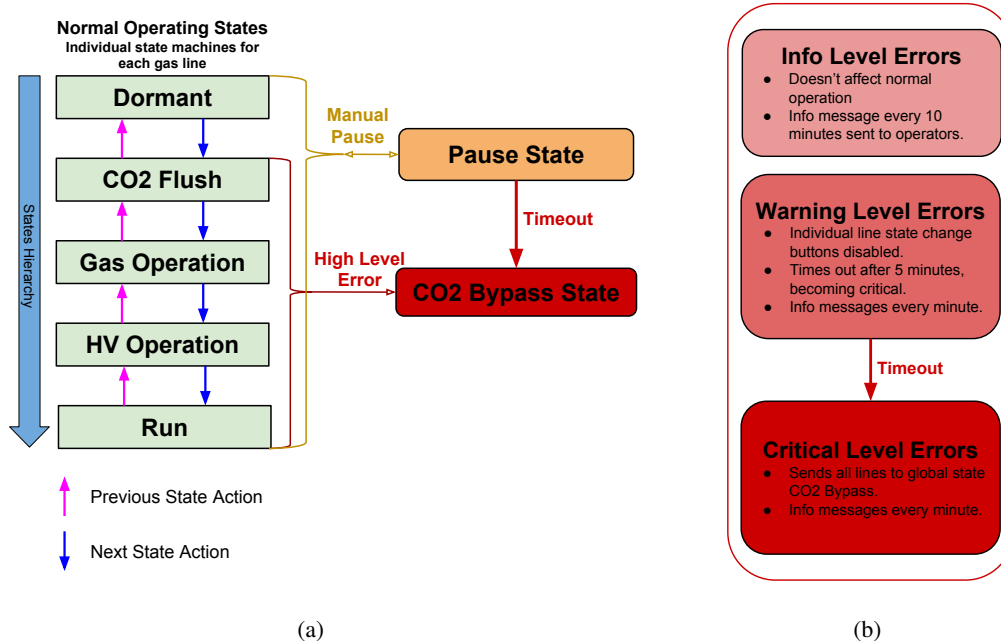 Normal Operating States
Individual state machines for
each gas line
States Hierarchy
Dormant
CO2 Flush
Gas Operation
HV Operation
Run
Manual
Pause
Pause State
Timeout
High Level
Error
CO2 Bypass State
Previous State Action
Next State Action
(a)
Info Level Errors
● Doesn't affect normal
operation
● Info message every 10
minutes sent to operators.
Warning Level Errors
● Individual line state change
buttons disabled.
● Times out after 5 minutes,
becoming critical.
● Info messages every minute.
Timeout
Critical Level Errors
● Sends all lines to global state
CO2 Bypass.
● Info messages every minute.
(b)